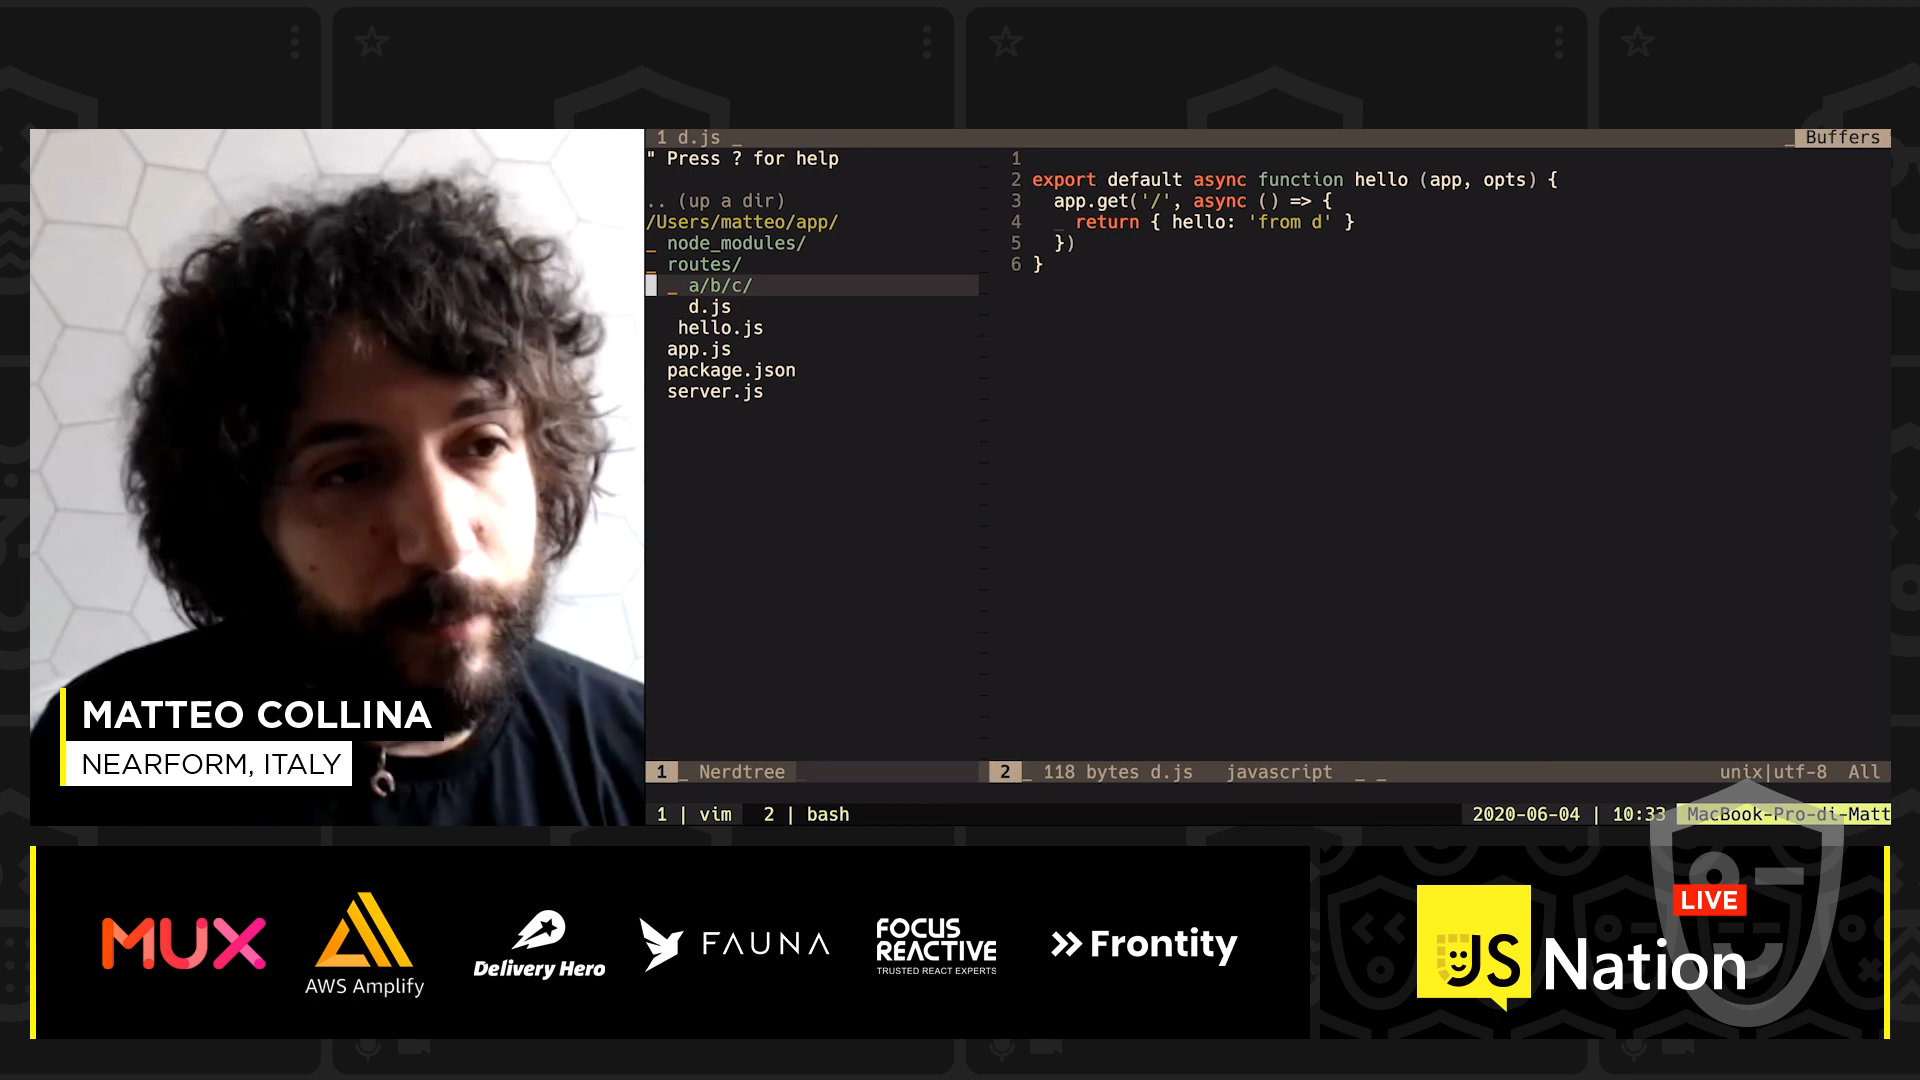 1 d.js _
_ Buffers
" Press ? for help
.. (up a dir)
/Users/matteo/app/
_ node_modules/
_ routes/
_ a/b/c/
d.js
hello.js
app.js
package.json
server.js
1
2 export default async function hello (app, opts) {
3 app.get('/', async () => {
4 _ return { hello: 'from d' }
5 })
6 }
1 _ Nerdtree _
2 _ 118 bytes d.js javascript _ _
unix|utf-8 All
1 | vim 2 | bash
2020-06-04 | 10:33 MacBook-Pro-di-Matt
MATTEO COLLINA
NEARFORM, ITALY
MUX
AWS Amplify
Delivery Hero
FAUNA
FOCUS
REACTIVE
TRUSTED REACT EXPERTS
Frontity
LIVE
JS Nation